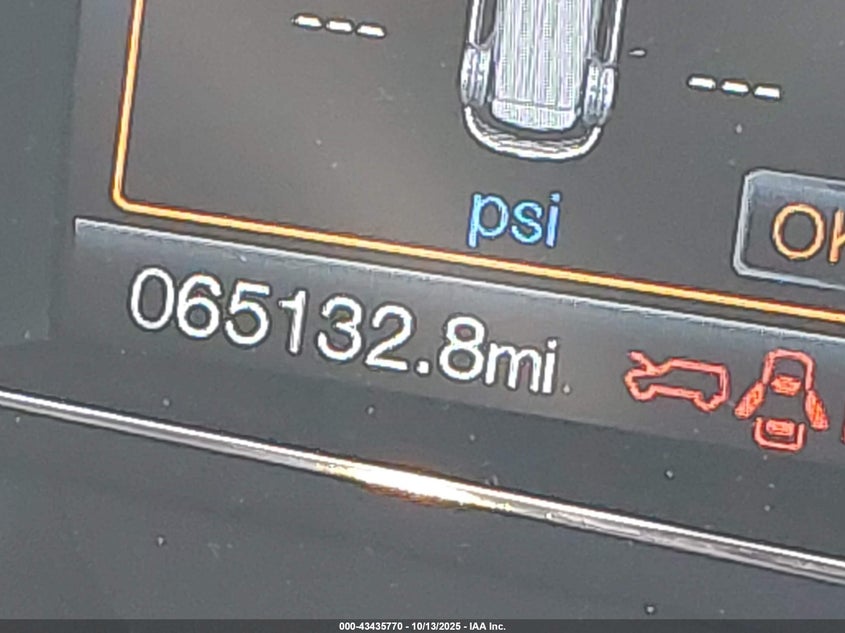 --- ---
psi
OK
065132.8mi
000-43435770 - 10/13/2025 - IAA Inc.